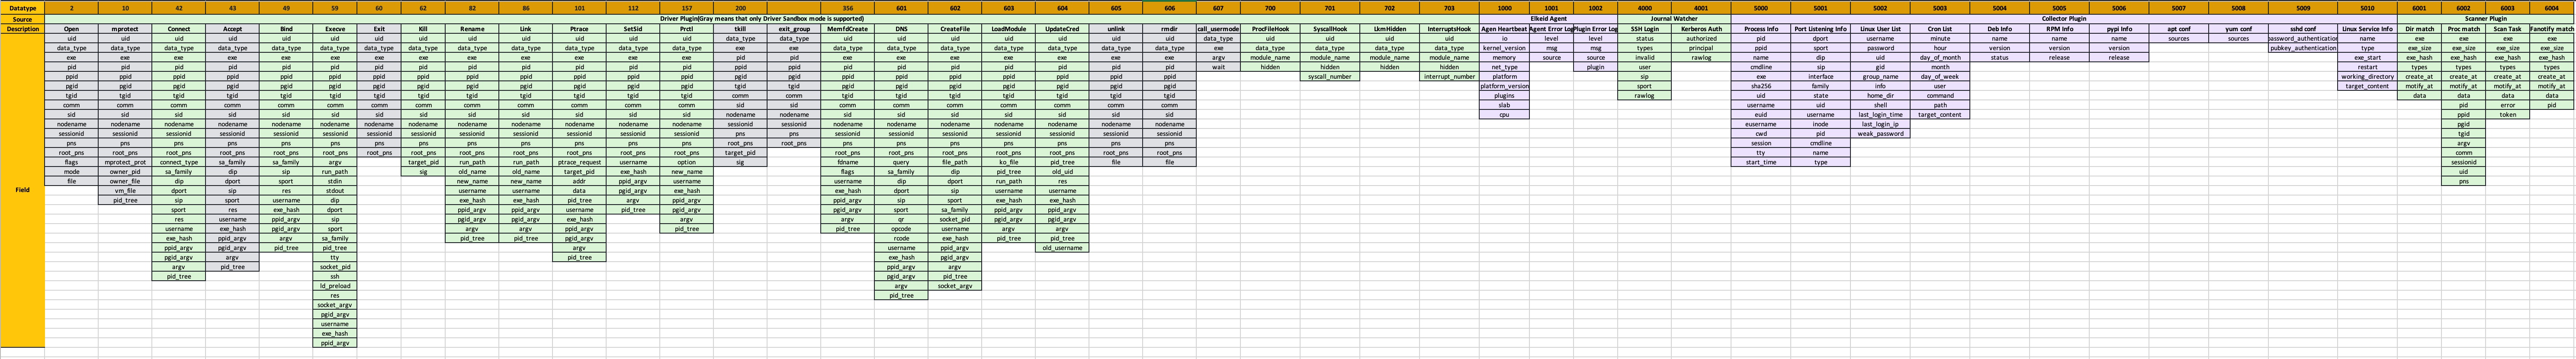 Datatype 2 10 42 43 49 59 60 62 82 86 101 112 157 200 356 601 602 603 604 605 606 607 700 701 702 703 1000 1001 1002 4000 4001 5000 5001 5002 5003 5004 5005 5006 5007 5008 5009 5010 6001 6002 6003 6004
Source Driver Plugin(Gray means that only Driver Sandbox mode is supported) Elkeid Agent Journal Watcher Collector Plugin Scanner Plugin
Description Open mprotect Connect Accept Bind Execve Exit Kill Rename Link Ptrace SetSid Prctl tkill exit_group MemfdCreate DNS CreateFile LoadModule UpdateCred unlink rmdir call_usermode ProcFileHook SyscallHook LkmHidden InterruptsHook Agen Heartbeat Agent Error Log Plugin Error Log SSH Login Kerberos Auth Process Info Port Listening Info Linux User List Cron List Deb Info RPM Info pypi Info apt conf yum conf sshd conf Linux Service Info Dir match Proc match Scan Task Fanotify match
Field
uid uid uid uid uid uid uid uid uid uid uid uid uid data_type data_type uid uid uid uid uid uid uid data_type uid uid uid uid io level level status authorized pid dport username minute name name name sources sources password_authentication name exe exe exe exe
data_type data_type data_type data_type data_type data_type data_type data_type data_type data_type data_type data_type data_type exe exe data_type data_type data_type data_type data_type data_type data_type exe data_type data_type data_type data_type kernel_version msg msg types principal ppid sport password hour version version version pubkey_authentication type exe_size exe_size exe_size exe_size
exe exe exe exe exe exe exe exe exe exe exe exe exe pid pid exe exe exe exe exe exe exe argv module_name module_name module_name module_name memory source source invalid rawlog name dip uid day_of_month status release release exe_start exe_hash exe_hash exe_hash exe_hash
pid pid pid pid pid pid pid pid pid pid pid pid pid ppid ppid pid pid pid pid pid pid pid wait hidden hidden hidden hidden net_type plugin user cmdline sip gid month restart types types types types
ppid ppid ppid ppid ppid ppid ppid ppid ppid ppid ppid ppid ppid pgid pgid ppid ppid ppid ppid ppid ppid ppid syscall_number interrupt_number platform sip exe interface group_name day_of_week working_directory create_at create_at create_at create_at
pgid pgid pgid pgid pgid pgid pgid pgid pgid pgid pgid pgid pgid tgid tgid pgid pgid pgid pgid pgid pgid pgid platform_version sport sha256 family info user target_content motify_at motify_at motify_at motify_at
tgid tgid tgid tgid tgid tgid tgid tgid tgid tgid tgid tgid tgid comm comm tgid tgid tgid tgid tgid tgid tgid plugins rawlog uid state home_dir command data data data data
comm comm comm comm comm comm comm comm comm comm comm comm comm sid sid comm comm comm comm comm comm comm slab username uid shell path pid error pid
sid sid sid sid sid sid sid sid sid sid sid sid sid nodename nodename sid sid sid sid sid sid sid cpu euid username last_login_time target_content ppid token
nodename nodename nodename nodename nodename nodename nodename nodename nodename nodename nodename nodename nodename sessionid sessionid nodename nodename nodename nodename nodename nodename nodename eusername inode last_login_ip pgid
sessionid sessionid sessionid sessionid sessionid sessionid sessionid sessionid sessionid sessionid sessionid sessionid sessionid pns pns sessionid sessionid sessionid sessionid sessionid sessionid sessionid cwd pid weak_password tgid
pns pns pns pns pns pns pns pns pns pns pns pns pns root_pns root_pns pns pns pns pns pns pns pns session cmdline argv
root_pns root_pns root_pns root_pns root_pns root_pns root_pns root_pns root_pns root_pns root_pns root_pns root_pns target_pid root_pns root_pns root_pns root_pns root_pns root_pns root_pns tty name comm
flags mprotect_prot connect_type sa_family sa_family argv target_pid run_path run_path ptrace_request username option sig fdname query file_path ko_file pid_tree file file start_time type sessionid
mode owner_pid sa_family dip sip run_path sig old_name old_name target_pid exe_hash new_name flags sa_family dip pid_tree old_uid uid
file owner_file dip dport sport stdin new_name new_name addr ppid_argv username username dip dport run_path res pns
vm_file dport sip res stdout username username data pgid_argv exe_hash exe_hash dport sip username username
pid_tree sip sport username dip exe_hash exe_hash pid_tree argv ppid_argv ppid_argv sip sport exe_hash exe_hash
sport res exe_hash dport ppid_argv ppid_argv username pid_tree pgid_argv pgid_argv sport sa_family ppid_argv ppid_argv
res username ppid_argv sip pgid_argv pgid_argv exe_hash argv argv qr socket_pid pgid_argv pgid_argv
username exe_hash pgid_argv sport argv argv ppid_argv pid_tree pid_tree opcode username argv argv
exe_hash ppid_argv argv sa_family pid_tree pid_tree pgid_argv rcode exe_hash pid_tree pid_tree
ppid_argv pgid_argv pid_tree pid_tree argv username ppid_argv old_username
pgid_argv argv tty pid_tree exe_hash pgid_argv
argv pid_tree socket_pid ppid_argv argv
pid_tree ssh pgid_argv pid_tree
ld_preload argv socket_argv
res pid_tree
socket_argv
pgid_argv
username
exe_hash
ppid_argv